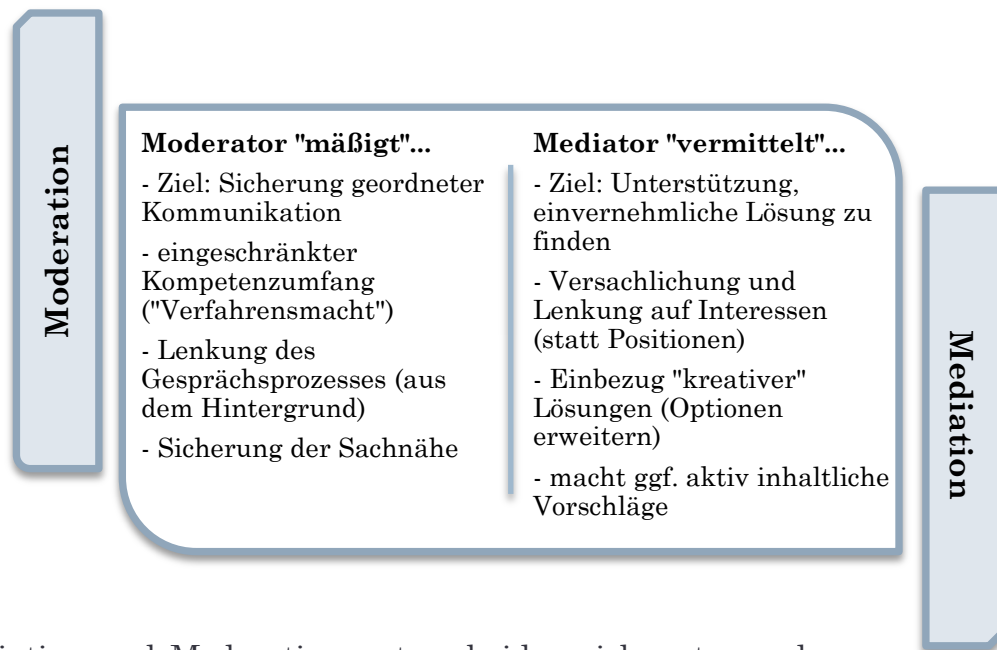 Moderation
Moderator "mäßigt"...
- Ziel: Sicherung geordneter
Kommunikation
- eingeschränkter
Kompetenzumfang
("Verfahrensmacht")
- Lenkung des
Gesprächsprozesses (aus
dem Hintergrund)
- Sicherung der Sachnähe
Mediator "vermittelt"...
- Ziel: Unterstützung,
einvernehmliche Lösung zu
finden
- Versachlichung und
Lenkung auf Interessen
(statt Positionen)
- Einbezug "kreativer"
Lösungen (Optionen
erweitern)
- macht ggf. aktiv inhaltliche
Vorschläge
Mediation